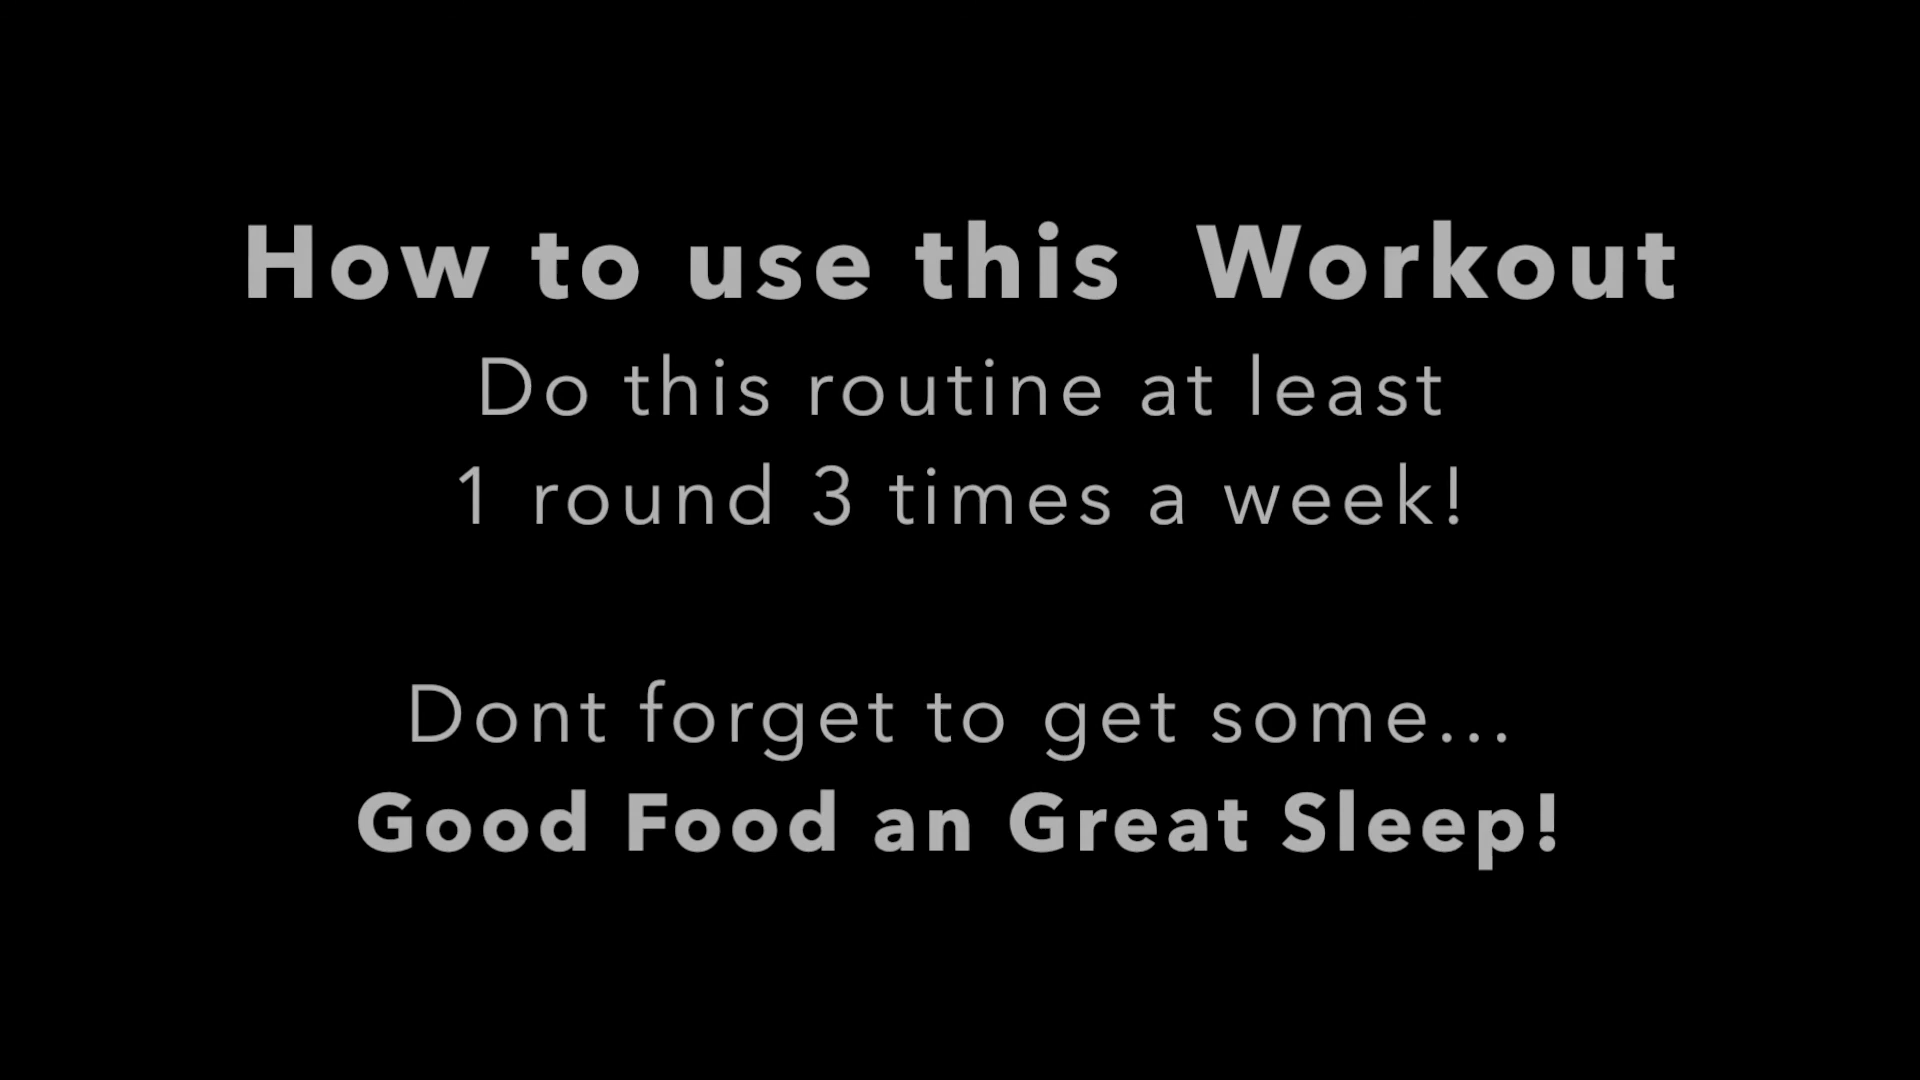 How to use this  Workout
Do this routine at least
1 round 3 times a week!
Dont forget to get some...
Good Food an Great Sleep!